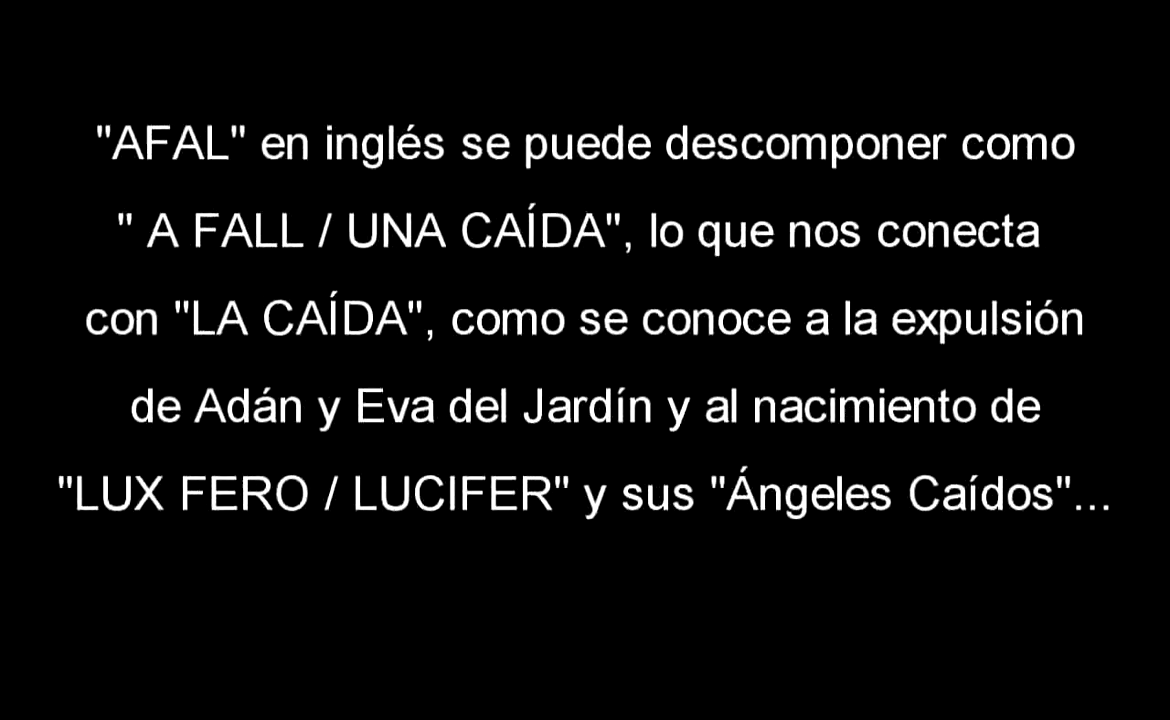 "AFAL" en inglés se puede descomponer como
" A FALL / UNA CAÍDA", lo que nos conecta
con "LA CAÍDA", como se conoce a la expulsión
de Adán y Eva del Jardín y al nacimiento de
"LUX FERO / LUCIFER" y sus "Ángeles Caídos"...